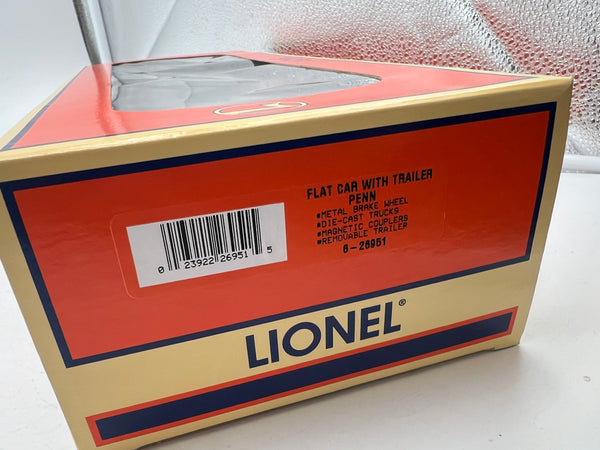 FLAT CAR WITH TRAILER
PENN
•METAL BRAKE WHEEL
•DIE-CAST TRUCKS
•MAGNETIC COUPLERS
•REMOVABLE TRAILER
6-26951
0 23922 26951 5
LIONEL®